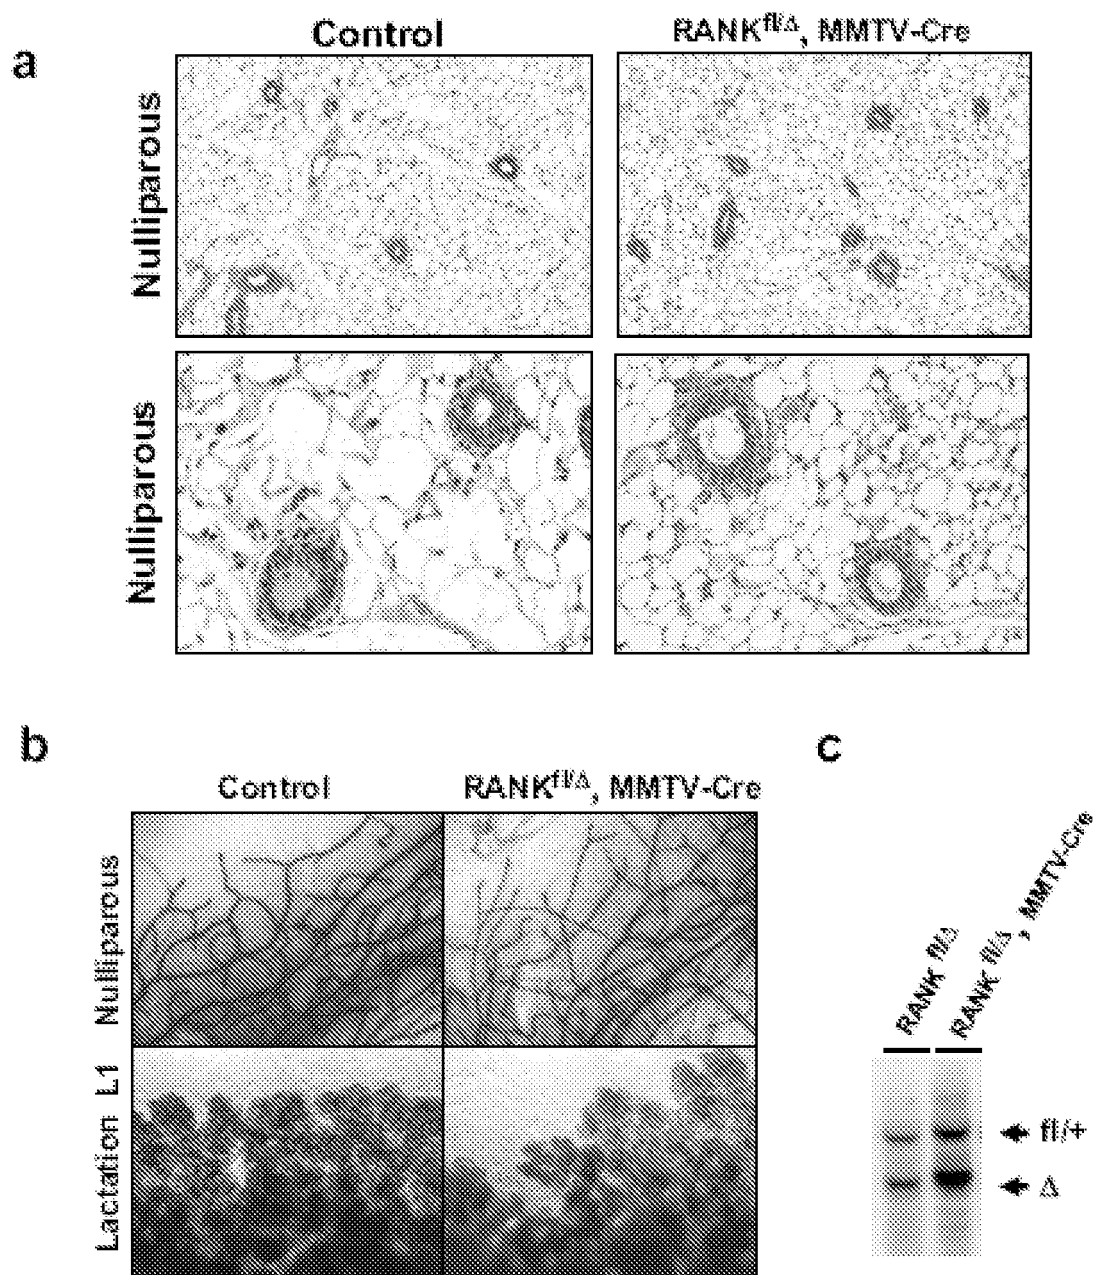 a
Control
RANKfl/Δ, MMTV-Cre
Nulliparous
Nulliparous
b
Control
RANKfl/Δ, MMTV-Cre
Nulliparous
Lactation L1
c
RANK fl/Δ
RANK fl/Δ, MMTV-Cre
fl/+
Δ